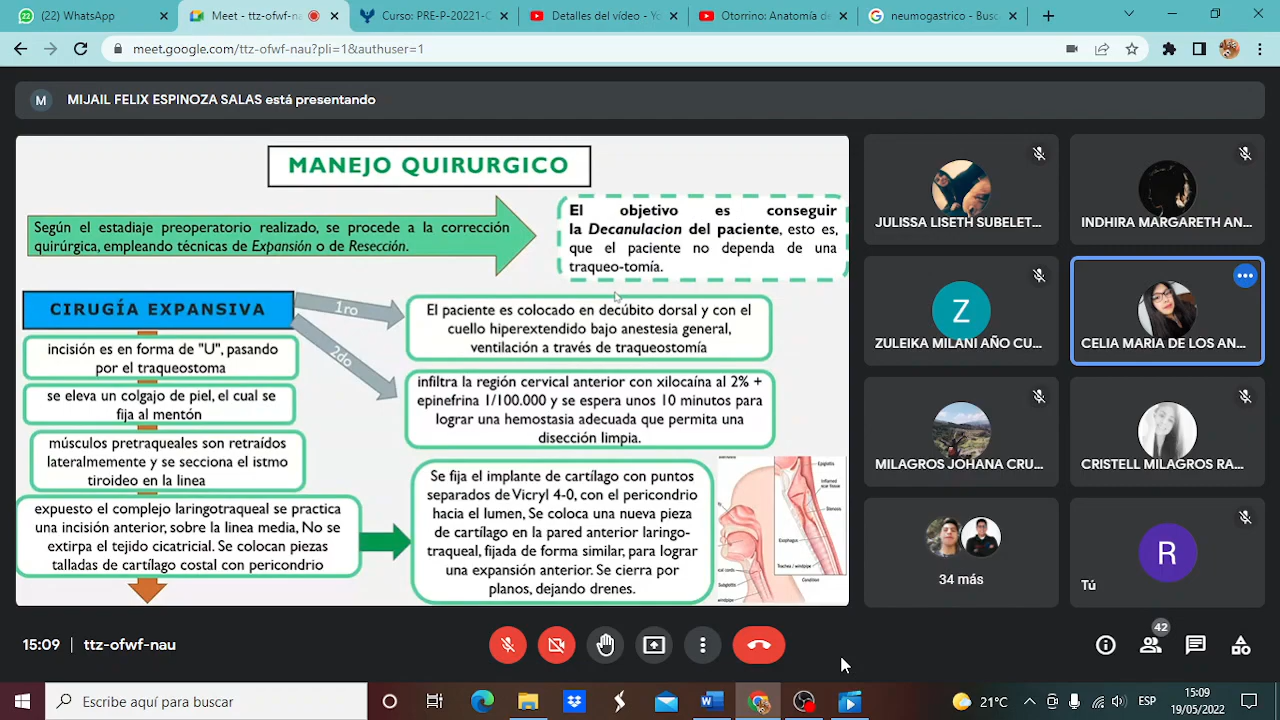 (22) WhatsApp
Meet - ttz-ofwf-nau
Curso: PRE-P-20221-C
Detalles del vídeo - Yo
Otorrino: Anatomía de
neumogastrico - Busc
meet.google.com/ttz-ofwf-nau?pli=1&authuser=1
M
MIJAIL FELIX ESPINOZA SALAS está presentando
MANEJO QUIRURGICO
Según el estadiaje preoperatorio realizado, se procede a la corrección
quirúrgica, empleando técnicas de Expansión o de Resección.
El objetivo es conseguir
la Decanulacion del paciente, esto es,
que el paciente no dependa de una
traqueo-tomía.
CIRUGÍA EXPANSIVA
1ro
2do
El paciente es colocado en decúbito dorsal y con el
cuello hiperextendido bajo anestesia general,
ventilación a través de traqueostomía
incisión es en forma de "U", pasando
por el traqueostoma
se eleva un colgajo de piel, el cual se
fija al mentón
infiltra la región cervical anterior con xilocaína al 2% +
epinefrina 1/100.000 y se espera unos 10 minutos para
lograr una hemostasia adecuada que permita una
disección limpia.
músculos pretraqueales son retraídos
lateralmemente y se secciona el istmo
tiroideo en la linea
expuesto el complejo laringotraqueal se practica
una incisión anterior, sobre la linea media, No se
extirpa el tejido cicatricial. Se colocan piezas
talladas de cartílago costal con pericondrio
Se fija el implante de cartílago con puntos
separados de Vicryl 4-0, con el pericondrio
hacia el lumen, Se coloca una nueva pieza
de cartílago en la pared anterior laringo-
traqueal, fijada de forma similar, para lograr
una expansión anterior. Se cierra por
planos, dejando drenes.
Epiglottis
Inflamed
scar tissue
Stenosis
Esophagus
Trachea / windpipe
Condition
Subglottis
windpipe
JULISSA LISETH SUBELET...
INDHIRA MARGARETH AN...
Z
ZULEIKA MILANI AÑO CU...
CELIA MARIA DE LOS AN...
MILAGROS JOHANA CRU...
CRISTELL MILAGROS DE ...
34 más
R
Tú
15:09 | ttz-ofwf-nau
42
Escribe aquí para buscar
21°C
ESP
15:09
19/05/2022